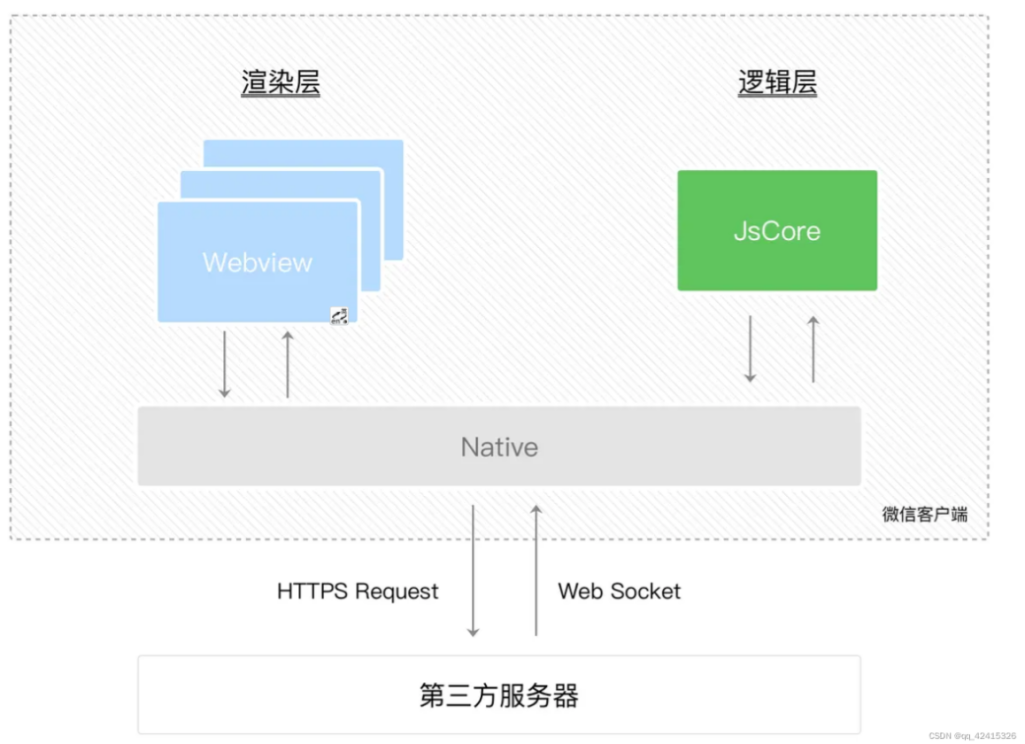 渲染层
逻辑层
Webview
JsCore
Native
微信客户端
HTTPS Request
Web Socket
第三方服务器
CSDN @qq_42415326